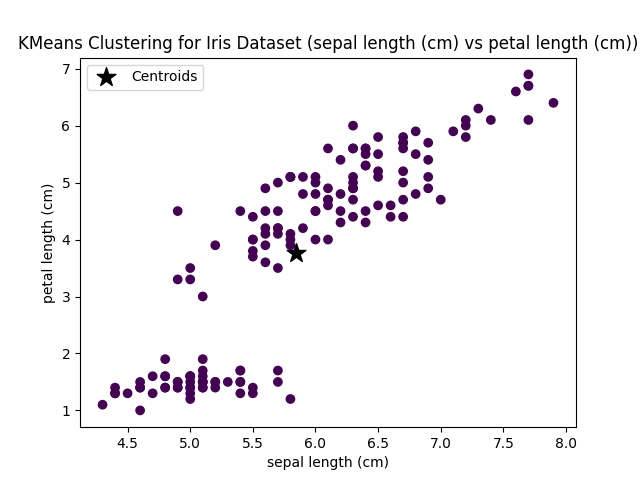 KMeans Clustering for Iris Dataset (sepal length (cm) vs petal length (cm))
Centroids
petal length (cm)
7
6
5
4
3
2
1
4.5 5.0 5.5 6.0 6.5 7.0 7.5 8.0
sepal length (cm)